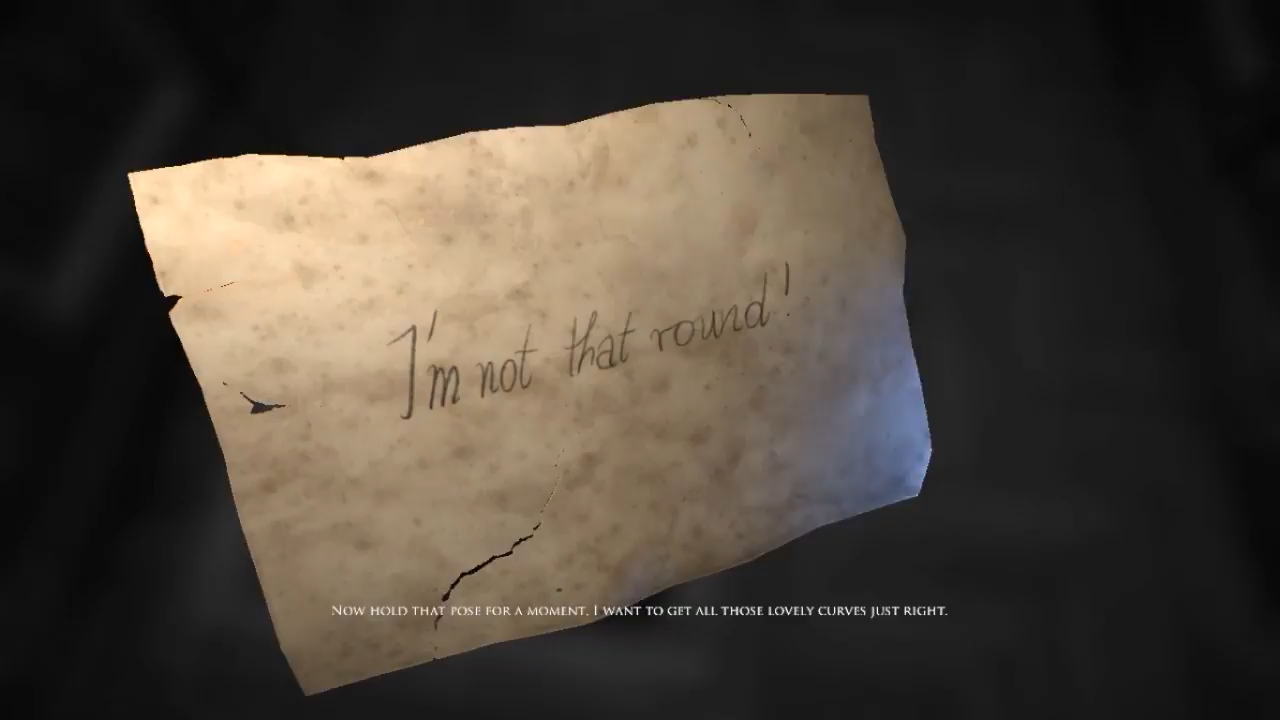 I'm not that round!
Now hold that pose for a moment. I want to get all those lovely curves just right.